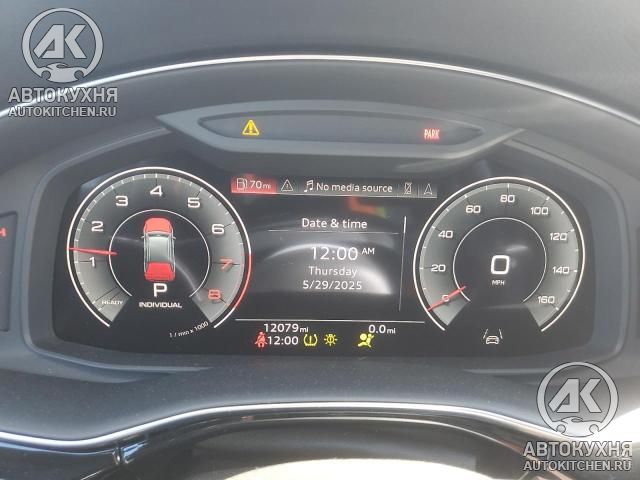 АК
АВТОКУХНЯ
AUTOKITCHEN.RU
PARK
70mi
No media source
Date & time
12:00 AM
Thursday
5/29/2025
1 2 3 4 5 6 7 8
READY
P
INDIVIDUAL
1 / min x 1000
0 20 40 60 80 100 120 140 160
0
MPH
12079mi
0.0mi
12:00
АК
АВТОКУХНЯ
AUTOKITCHEN.RU